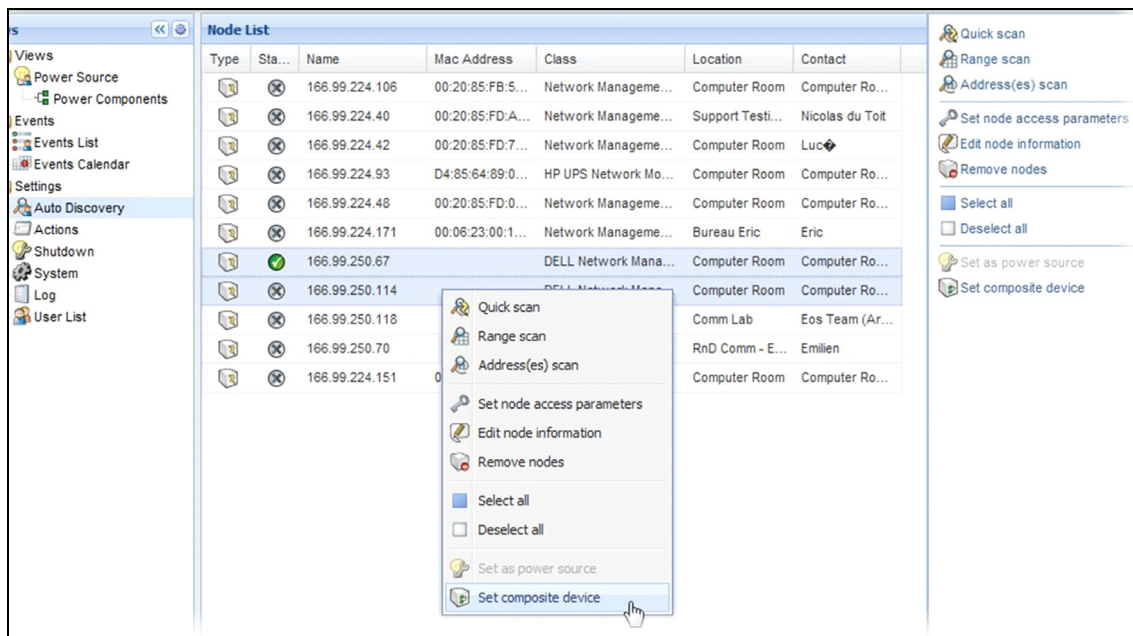 s
Views
Power Source
Power Components
Events
Events List
Events Calendar
Settings
Auto Discovery
Actions
Shutdown
System
Log
User List
Node List
Type Sta... Name Mac Address Class Location Contact
166.99.224.106 00:20:85:FB:5... Network Manageme... Computer Room Computer Ro...
166.99.224.40 00:20:85:FD:A... Network Manageme... Support Testi... Nicolas du Toit
166.99.224.42 00:20:85:FD:7... Network Manageme... Computer Room Luc�
166.99.224.93 D4:85:64:89:0... HP UPS Network Mo... Computer Room Computer Ro...
166.99.224.48 00:20:85:FD:0... Network Manageme... Computer Room Computer Ro...
166.99.224.171 00:06:23:00:1... Network Manageme... Bureau Eric Eric
166.99.250.67 DELL Network Mana... Computer Room Computer Ro...
166.99.250.114 DELL Network Mana... Computer Room Computer Ro...
166.99.250.118 Comm Lab Eos Team (Ar...
166.99.250.70 RnD Comm - E... Emilien
166.99.224.151 0 Computer Room Computer Ro...
Quick scan
Range scan
Address(es) scan
Set node access parameters
Edit node information
Remove nodes
Select all
Deselect all
Set as power source
Set composite device
Quick scan
Range scan
Address(es) scan
Set node access parameters
Edit node information
Remove nodes
Select all
Deselect all
Set as power source
Set composite device